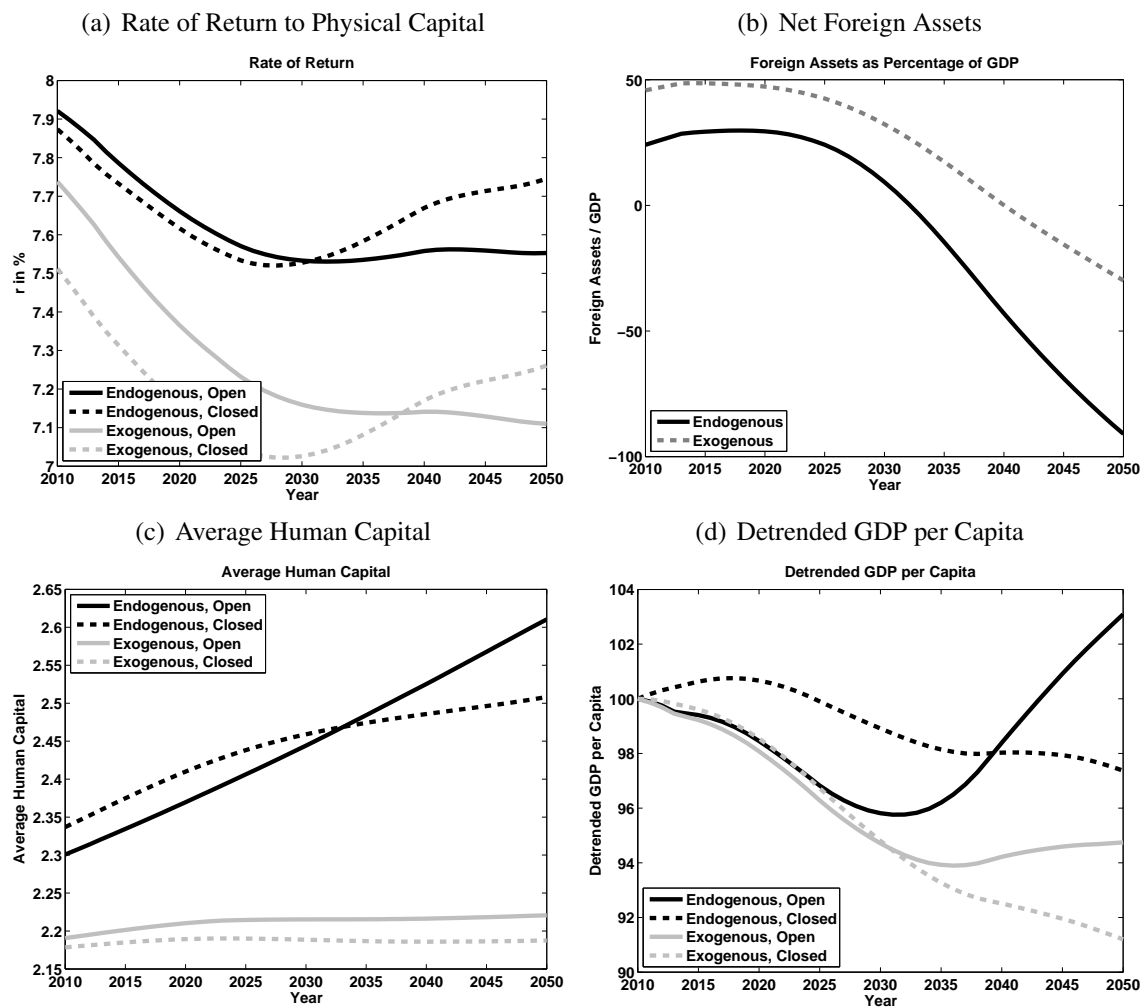 (a) Rate of Return to Physical Capital
Rate of Return
8
7.9
7.8
7.7
7.6
7.5
7.4
7.3
7.2
7.1
7
r in %
Endogenous, Open
Endogenous, Closed
Exogenous, Open
Exogenous, Closed
2010 2015 2020 2025 2030 2035 2040 2045 2050
Year
(b) Net Foreign Assets
Foreign Assets as Percentage of GDP
50
0
−50
−100
Foreign Assets / GDP
Endogenous
Exogenous
2010 2015 2020 2025 2030 2035 2040 2045 2050
Year
(c) Average Human Capital
Average Human Capital
2.65
2.6
2.55
2.5
2.45
2.4
2.35
2.3
2.25
2.2
2.15
Average Human Capital
Endogenous, Open
Endogenous, Closed
Exogenous, Open
Exogenous, Closed
2010 2015 2020 2025 2030 2035 2040 2045 2050
Year
(d) Detrended GDP per Capita
Detrended GDP per Capita
104
102
100
98
96
94
92
90
Detrended GDP per Capita
Endogenous, Open
Endogenous, Closed
Exogenous, Open
Exogenous, Closed
2010 2015 2020 2025 2030 2035 2040 2045 2050
Year